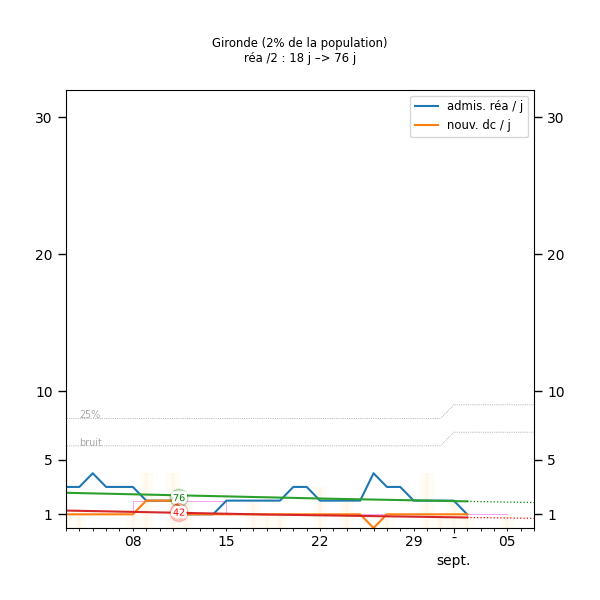 Gironde (2% de la population)
réa /2 : 18 j –> 76 j
admis. réa / j
nouv. dc / j
30 30
20 20
10 10
25%
bruit
5 5
76
42
1 1
08 15 22 29 - 05
sept.